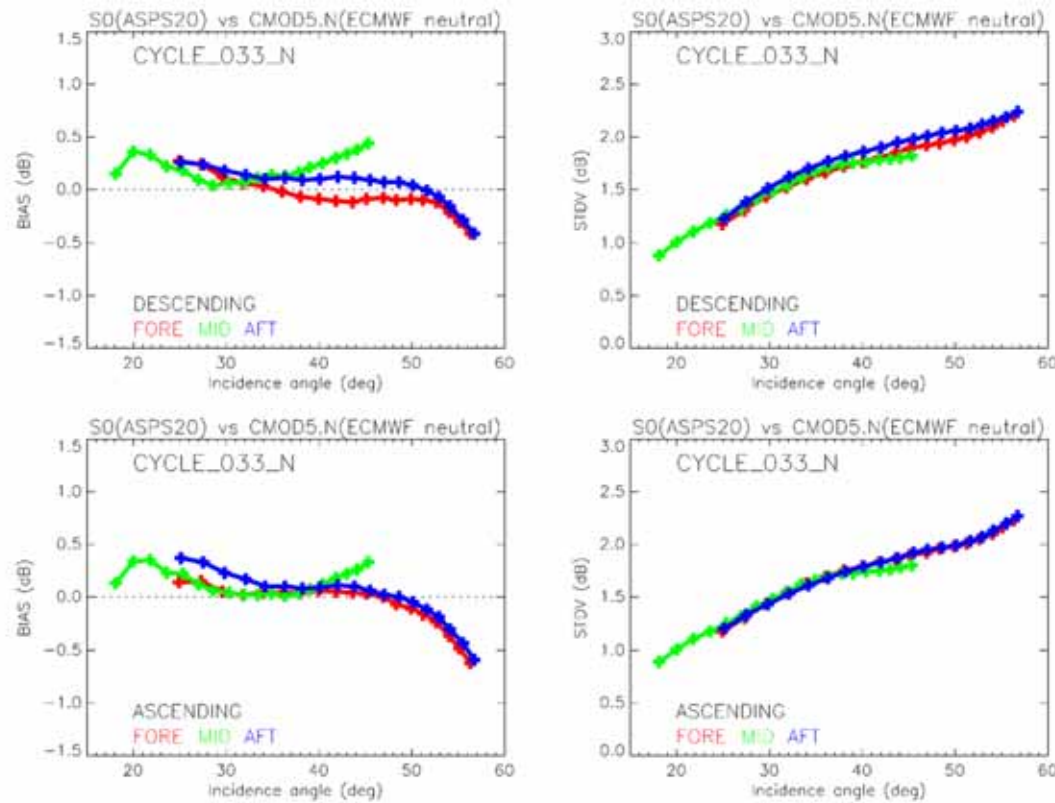 S0(ASPS20) vs CMOD5.N(ECMWF neutral)
CYCLE_033_N
BIAS (dB)
1.5
1.0
0.5
0.0
−0.5
−1.0
−1.5
DESCENDING
FORE MID AFT
20 30 40 50 60
Incidence angle (deg)
S0(ASPS20) vs CMOD5.N(ECMWF neutral)
CYCLE_033_N
STDV (dB)
3.0
2.5
2.0
1.5
1.0
0.5
0.0
DESCENDING
FORE MID AFT
20 30 40 50 60
Incidence angle (deg)
S0(ASPS20) vs CMOD5.N(ECMWF neutral)
CYCLE_033_N
BIAS (dB)
1.5
1.0
0.5
0.0
−0.5
−1.0
−1.5
ASCENDING
FORE MID AFT
20 30 40 50 60
Incidence angle (deg)
S0(ASPS20) vs CMOD5.N(ECMWF neutral)
CYCLE_033_N
STDV (dB)
3.0
2.5
2.0
1.5
1.0
0.5
0.0
ASCENDING
FORE MID AFT
20 30 40 50 60
Incidence angle (deg)